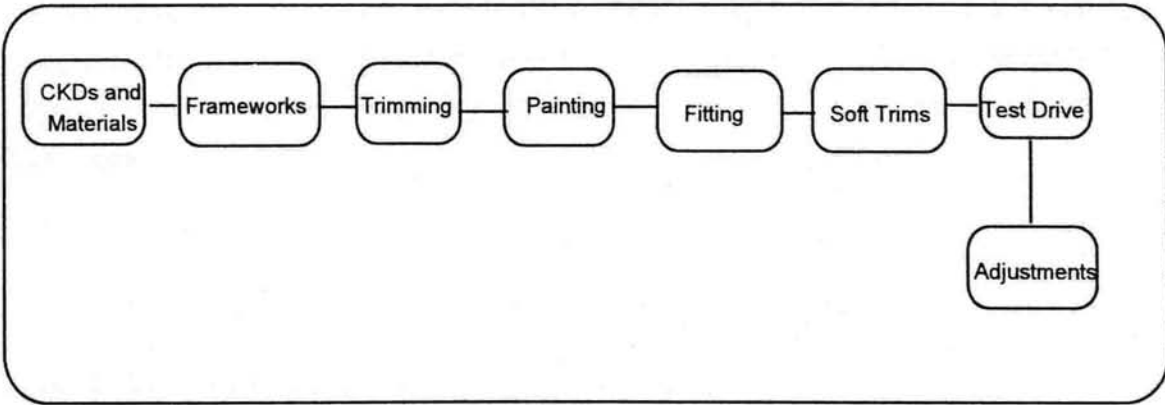 CKDs and
Materials
Frameworks
Trimming
Painting
Fitting
Soft Trims
Test Drive
Adjustments